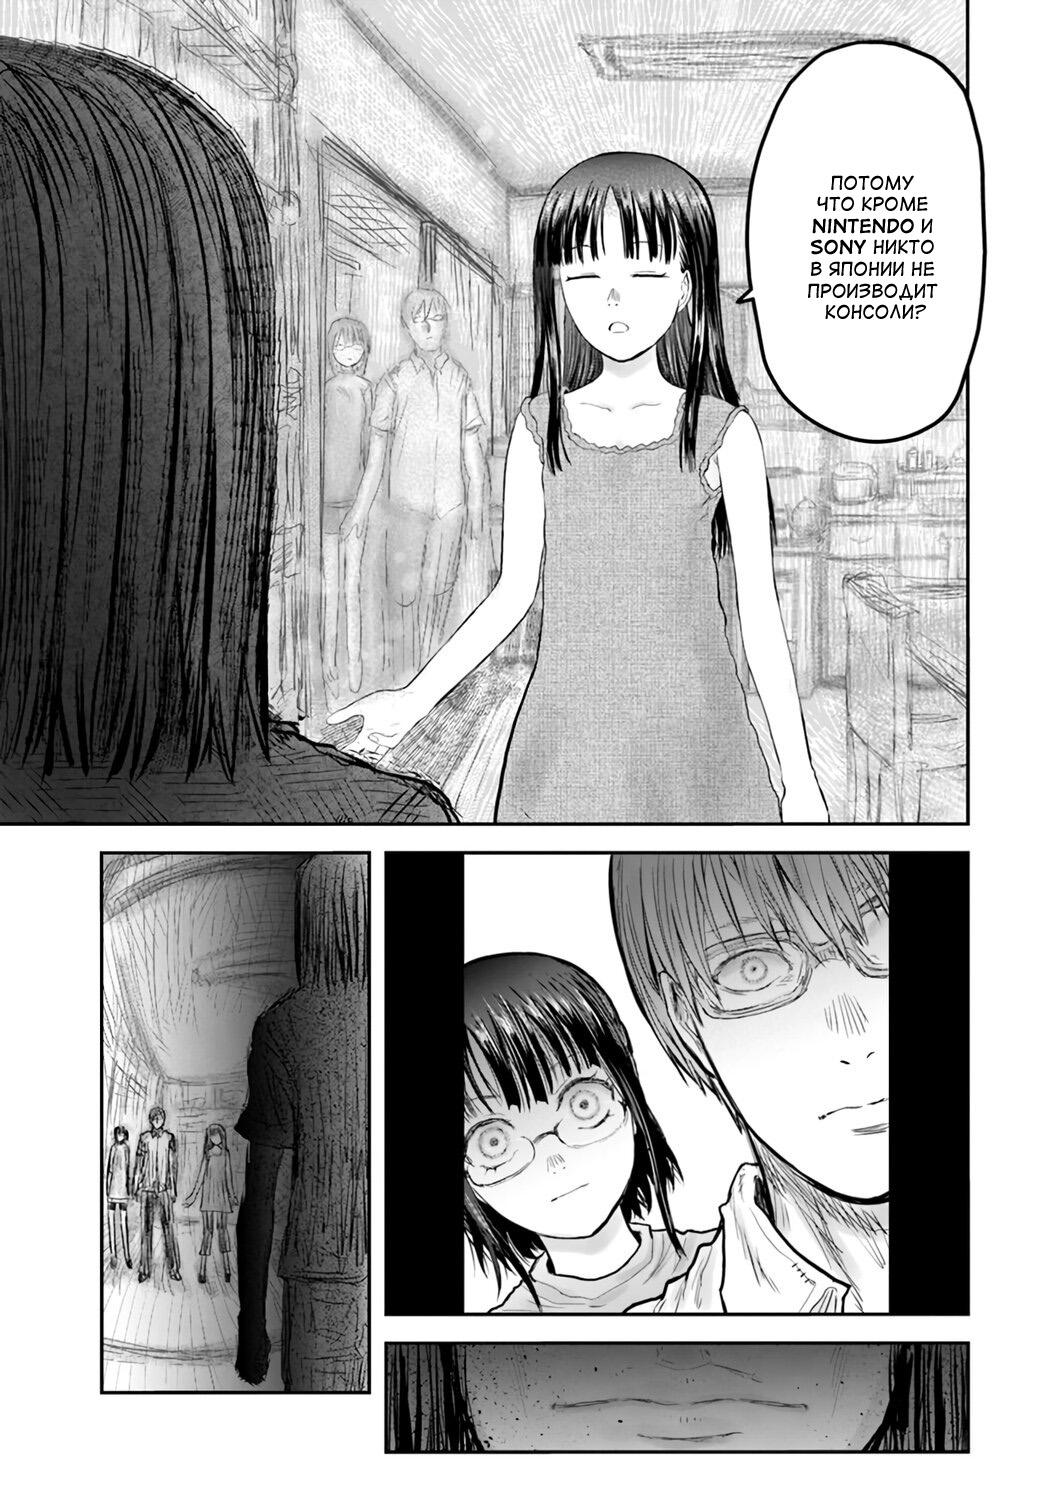 ПОТОМУ
ЧТО КРОМЕ
NINTENDO И
SONY НИКТО
В ЯПОНИИ НЕ
ПРОИЗВОДИТ
КОНСОЛИ?